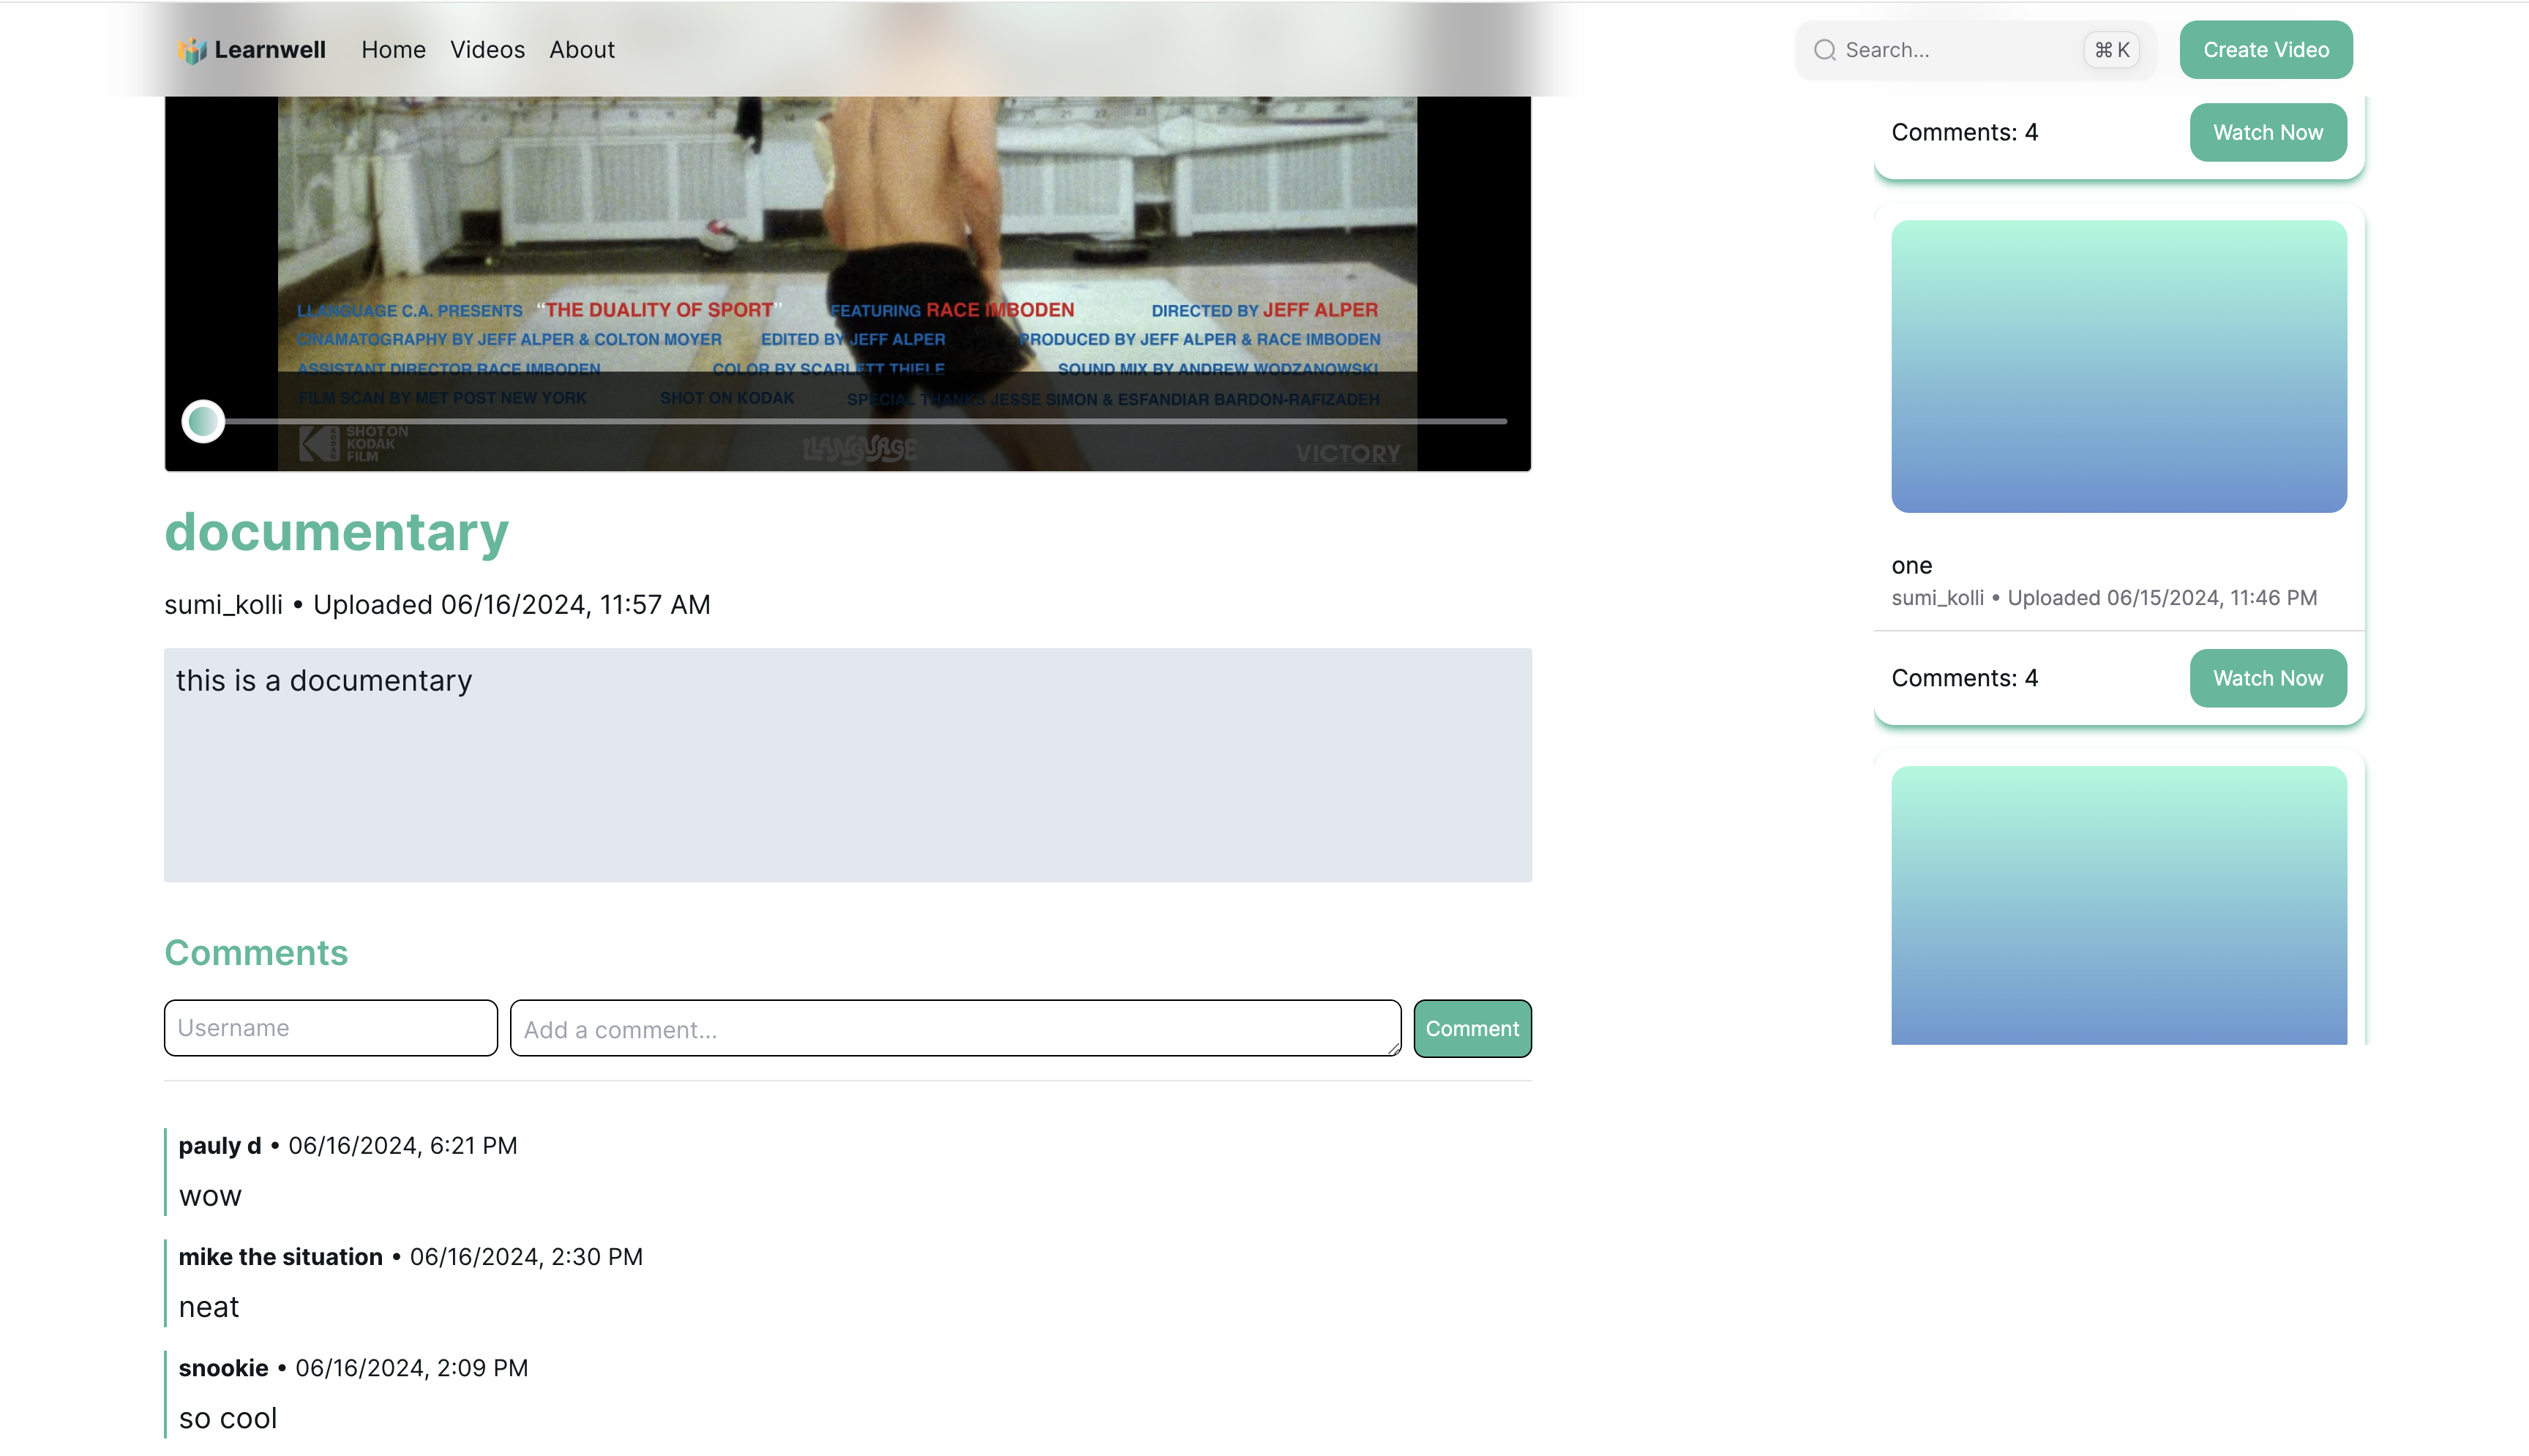 Learnwell Home Videos About Search... ⌘ K Create Video
LLANGUAGE C.A. PRESENTS “THE DUALITY OF SPORT” FEATURING RACE IMBODEN DIRECTED BY JEFF ALPER
CINAMATOGRAPHY BY JEFF ALPER & COLTON MOYER EDITED BY JEFF ALPER PRODUCED BY JEFF ALPER & RACE IMBODEN
ASSISTANT DIRECTOR RACE IMBODEN COLOR BY SCARLETT THIELE SOUND MIX BY ANDREW WODZANOWSKI
FILM SCAN BY MET POST NEW YORK SHOT ON KODAK SPECIAL THANKS JESSE SIMON & ESFANDIAR BARDON-RAFIZADEH
SHOT ON
KODAK
FILM
LLANGUAGE
VICTORY
documentary
sumi_kolli • Uploaded 06/16/2024, 11:57 AM
this is a documentary
Comments
Username
Add a comment...
Comment
pauly d • 06/16/2024, 6:21 PM
wow
mike the situation • 06/16/2024, 2:30 PM
neat
snookie • 06/16/2024, 2:09 PM
so cool
Comments: 4 Watch Now
one
sumi_kolli • Uploaded 06/15/2024, 11:46 PM
Comments: 4 Watch Now